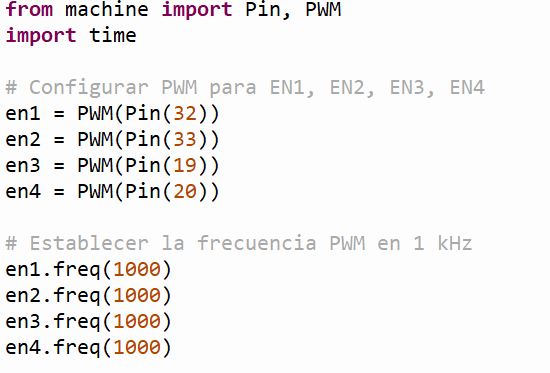 from machine import Pin, PWM
import time
# Configurar PWM para EN1, EN2, EN3, EN4
en1 = PWM(Pin(32))
en2 = PWM(Pin(33))
en3 = PWM(Pin(19))
en4 = PWM(Pin(20))
# Establecer la frecuencia PWM en 1 kHz
en1.freq(1000)
en2.freq(1000)
en3.freq(1000)
en4.freq(1000)